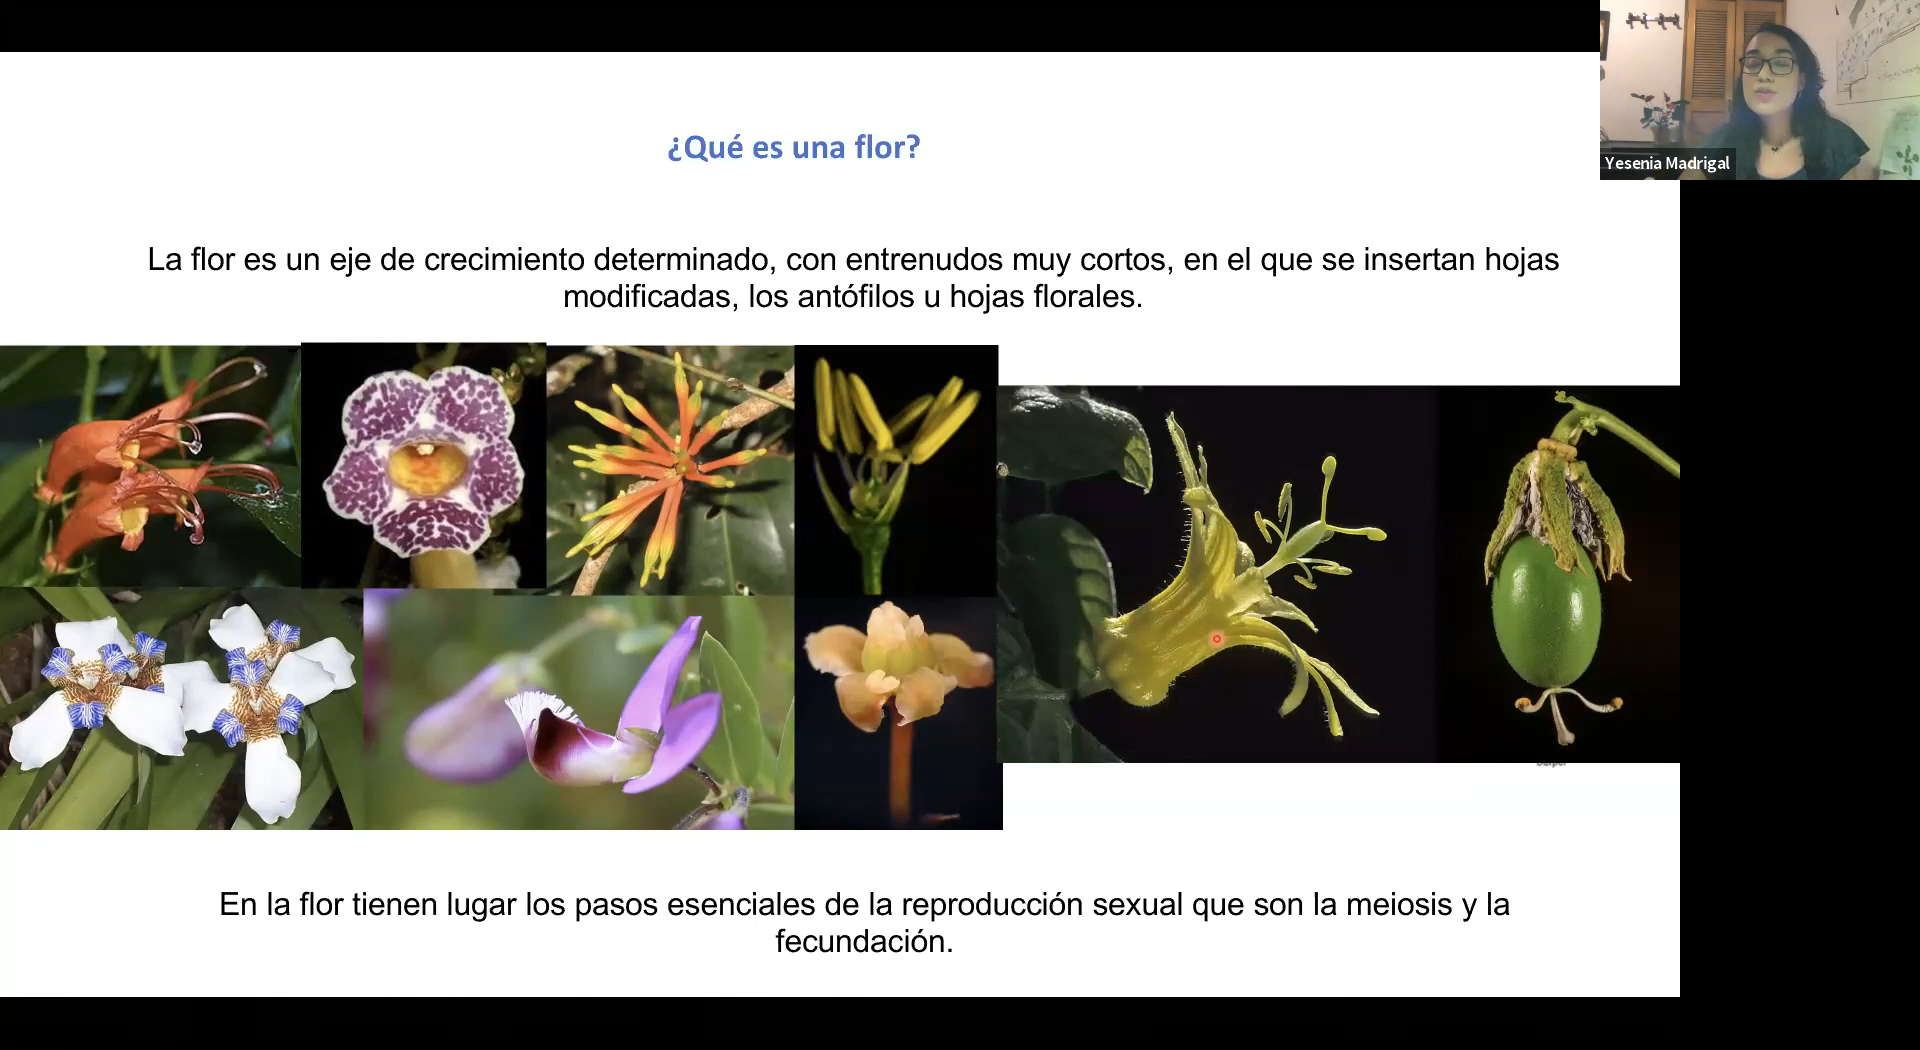 ¿Qué es una flor?
Yesenia Madrigal
La flor es un eje de crecimiento determinado, con entrenudos muy cortos, en el que se insertan hojas
modificadas, los antófilos u hojas florales.
En la flor tienen lugar los pasos esenciales de la reproducción sexual que son la meiosis y la
fecundación.